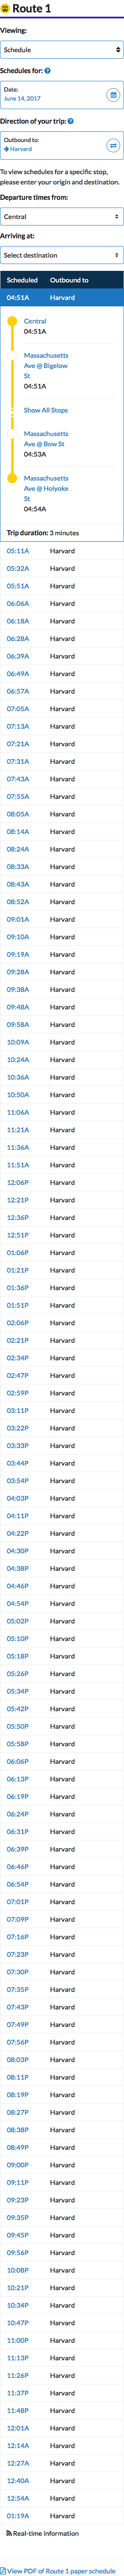 Route 1
Viewing:
Schedule
Schedules for:
Date:
June 14, 2017
Direction of your trip:
Outbound to:
Harvard
To view schedules for a specific stop,
please enter your origin and destination.
Departure times from:
Central
Arriving at:
Select destination
Scheduled Outbound to
04:51A Harvard
Central
04:51A
Massachusetts
Ave @ Bigelow
St
04:51A
Show All Stops
Massachusetts
Ave @ Bow St
04:53A
Massachusetts
Ave @ Holyoke
St
04:54A
Trip duration: 3 minutes
05:11A Harvard
05:32A Harvard
05:51A Harvard
06:06A Harvard
06:18A Harvard
06:28A Harvard
06:39A Harvard
06:49A Harvard
06:57A Harvard
07:05A Harvard
07:13A Harvard
07:21A Harvard
07:31A Harvard
07:43A Harvard
07:55A Harvard
08:05A Harvard
08:14A Harvard
08:24A Harvard
08:33A Harvard
08:43A Harvard
08:52A Harvard
09:01A Harvard
09:10A Harvard
09:19A Harvard
09:28A Harvard
09:38A Harvard
09:48A Harvard
09:58A Harvard
10:09A Harvard
10:24A Harvard
10:36A Harvard
10:50A Harvard
11:06A Harvard
11:21A Harvard
11:36A Harvard
11:51A Harvard
12:06P Harvard
12:21P Harvard
12:36P Harvard
12:51P Harvard
01:06P Harvard
01:21P Harvard
01:36P Harvard
01:51P Harvard
02:06P Harvard
02:21P Harvard
02:34P Harvard
02:47P Harvard
02:59P Harvard
03:11P Harvard
03:22P Harvard
03:33P Harvard
03:44P Harvard
03:54P Harvard
04:03P Harvard
04:11P Harvard
04:22P Harvard
04:30P Harvard
04:38P Harvard
04:46P Harvard
04:54P Harvard
05:02P Harvard
05:10P Harvard
05:18P Harvard
05:26P Harvard
05:34P Harvard
05:42P Harvard
05:50P Harvard
05:58P Harvard
06:06P Harvard
06:13P Harvard
06:19P Harvard
06:24P Harvard
06:31P Harvard
06:39P Harvard
06:46P Harvard
06:54P Harvard
07:01P Harvard
07:09P Harvard
07:16P Harvard
07:23P Harvard
07:30P Harvard
07:35P Harvard
07:43P Harvard
07:49P Harvard
07:56P Harvard
08:03P Harvard
08:11P Harvard
08:19P Harvard
08:27P Harvard
08:38P Harvard
08:49P Harvard
09:00P Harvard
09:11P Harvard
09:23P Harvard
09:35P Harvard
09:45P Harvard
09:56P Harvard
10:08P Harvard
10:21P Harvard
10:34P Harvard
10:47P Harvard
11:00P Harvard
11:13P Harvard
11:26P Harvard
11:37P Harvard
11:48P Harvard
12:01A Harvard
12:14A Harvard
12:27A Harvard
12:40A Harvard
12:54A Harvard
01:19A Harvard
Real-time information
View PDF of Route 1 paper schedule